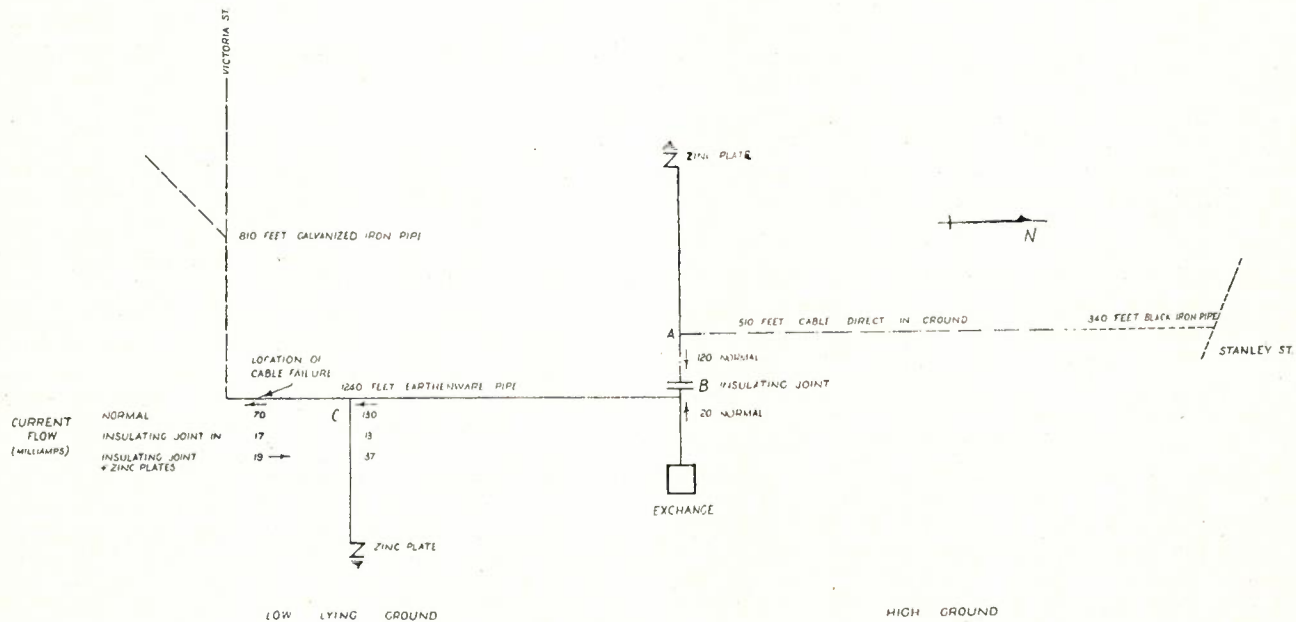 VICTORIA ST.
Z ZINC PLATE
N
810 FEET GALVANIZED IRON PIPE
A
510 FEET CABLE DIRECT IN GROUND
340 FEET BLACK IRON PIPE
STANLEY ST.
120 NORMAL
LOCATION OF
CABLE FAILURE
1240 FEET EARTHENWARE PIPE
B INSULATING JOINT
20 NORMAL
C
CURRENT
FLOW
(MILLIAMPS)
NORMAL 70 130
INSULATING JOINT IN 17 13
INSULATING JOINT
+ ZINC PLATES 19 → 37
EXCHANGE
Z ZINC PLATE
LOW LYING GROUND
HIGH GROUND